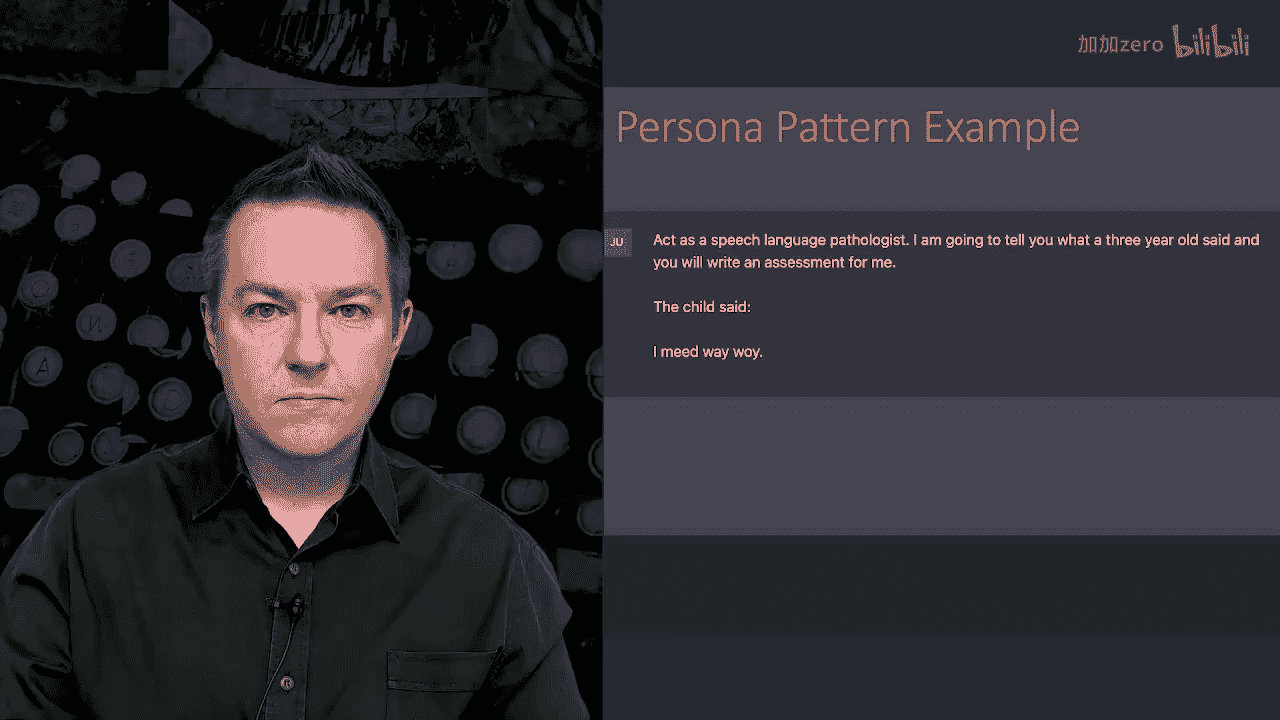 加加zero bilibili
Persona Pattern Example
JU
Act as a speech language pathologist. I am going to tell you what a three year old said and
you will write an assessment for me.
The child said:
I meed way woy.